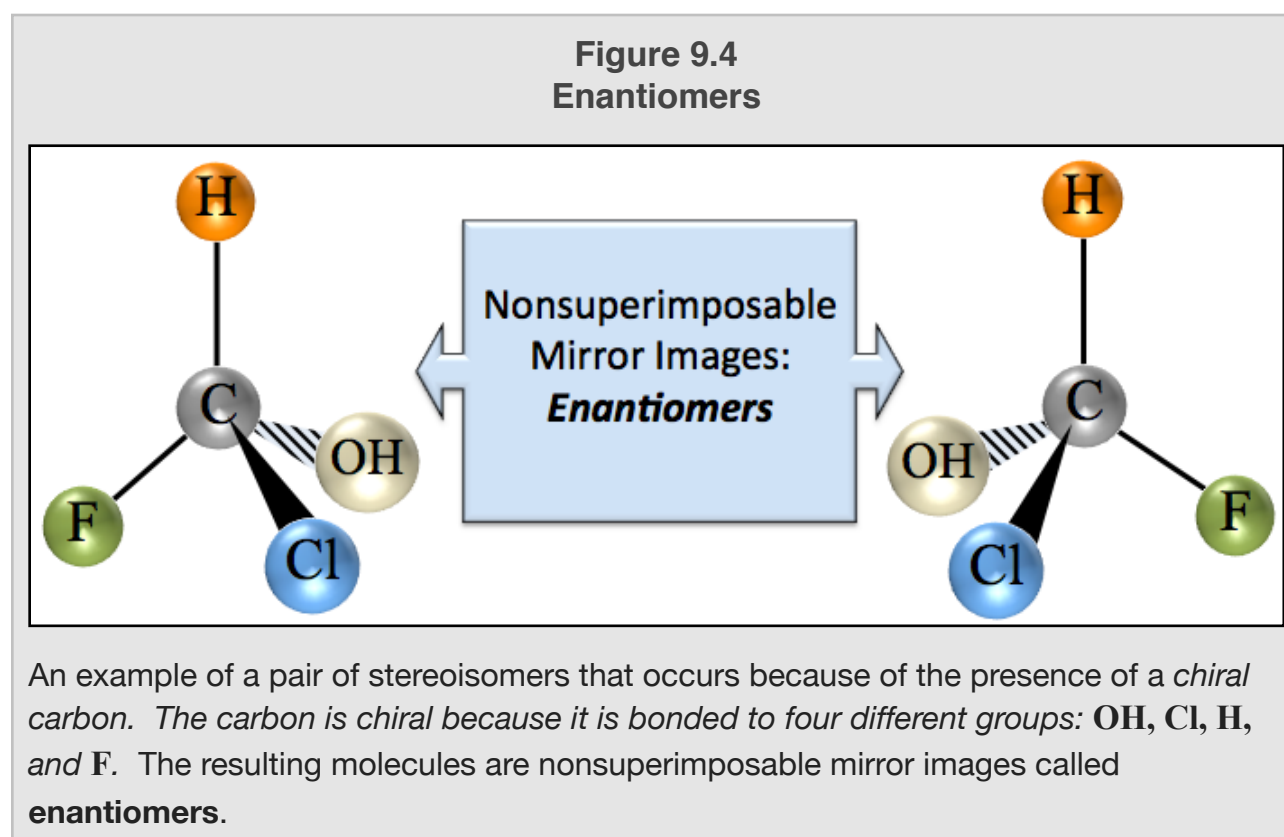 Figure 9.4
Enantiomers
H
H
Nonsuperimposable
Mirror Images:
Enantiomers
C
C
OH
OH
F
F
Cl
Cl
An example of a pair of stereoisomers that occurs because of the presence of a chiral
carbon. The carbon is chiral because it is bonded to four different groups: OH, Cl, H,
and F. The resulting molecules are nonsuperimposable mirror images called
enantiomers.